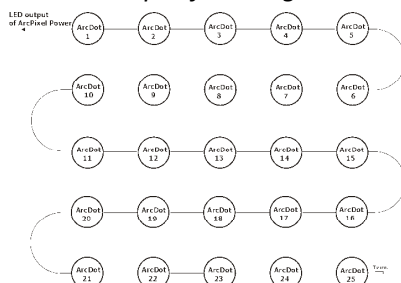 LED output
of ArcPixel Power
ArcDot 1
ArcDot 2
ArcDot 3
ArcDot 4
ArcDot 5
ArcDot 10
ArcDot 9
ArcDot 8
ArcDot 7
ArcDot 6
ArcDot 11
ArcDot 12
ArcDot 13
ArcDot 14
ArcDot 15
ArcDot 20
ArcDot 19
ArcDot 18
ArcDot 17
ArcDot 16
ArcDot 21
ArcDot 22
ArcDot 23
ArcDot 24
ArcDot 25
Term.